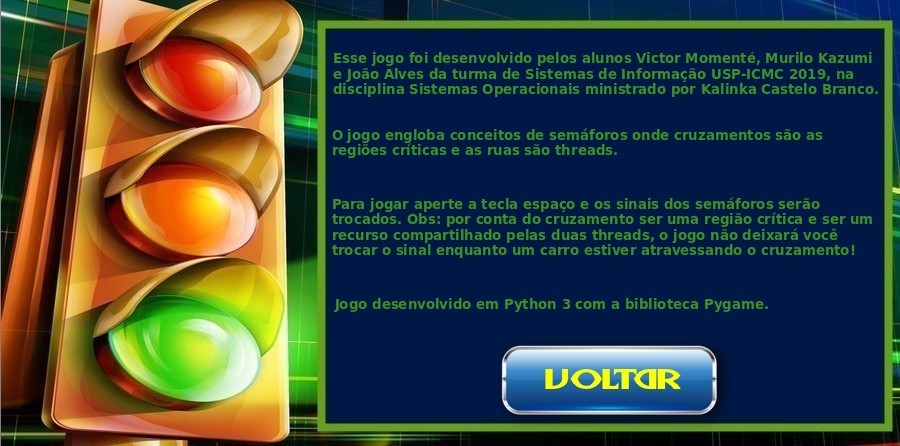 Esse jogo foi desenvolvido pelos alunos Victor Momenté, Murilo Kazumi
e João Alves da turma de Sistemas de Informação USP-ICMC 2019, na
disciplina Sistemas Operacionais ministrado por Kalinka Castelo Branco.
O jogo engloba conceitos de semáforos onde cruzamentos são as
regiões críticas e as ruas são threads.
Para jogar aperte a tecla espaço e os sinais dos semáforos serão
trocados. Obs: por conta do cruzamento ser uma região crítica e ser um
recurso compartilhado pelas duas threads, o jogo não deixará você
trocar o sinal enquanto um carro estiver atravessando o cruzamento!
Jogo desenvolvido em Python 3 com a biblioteca Pygame.
VOLTAR